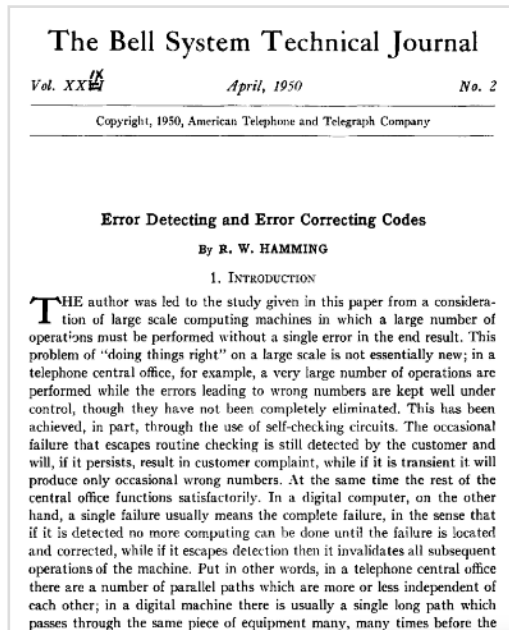 The Bell System Technical Journal
Vol. XXIX April, 1950 No. 2
Copyright, 1950, American Telephone and Telegraph Company
Error Detecting and Error Correcting Codes
By R. W. HAMMING
1. INTRODUCTION
THE author was led to the study given in this paper from a considera-
tion of large scale computing machines in which a large number of
operations must be performed without a single error in the end result. This
problem of "doing things right" on a large scale is not essentially new; in a
telephone central office, for example, a very large number of operations are
performed while the errors leading to wrong numbers are kept well under
control, though they have not been completely eliminated. This has been
achieved, in part, through the use of self-checking circuits. The occasional
failure that escapes routine checking is still detected by the customer and
will, if it persists, result in customer complaint, while if it is transient it will
produce only occasional wrong numbers. At the same time the rest of the
central office functions satisfactorily. In a digital computer, on the other
hand, a single failure usually means the complete failure, in the sense that
if it is detected no more computing can be done until the failure is located
and corrected, while if it escapes detection then it invalidates all subsequent
operations of the machine. Put in other words, in a telephone central office
there are a number of parallel paths which are more or less independent of
each other; in a digital machine there is usually a single long path which
passes through the same piece of equipment many, many times before the